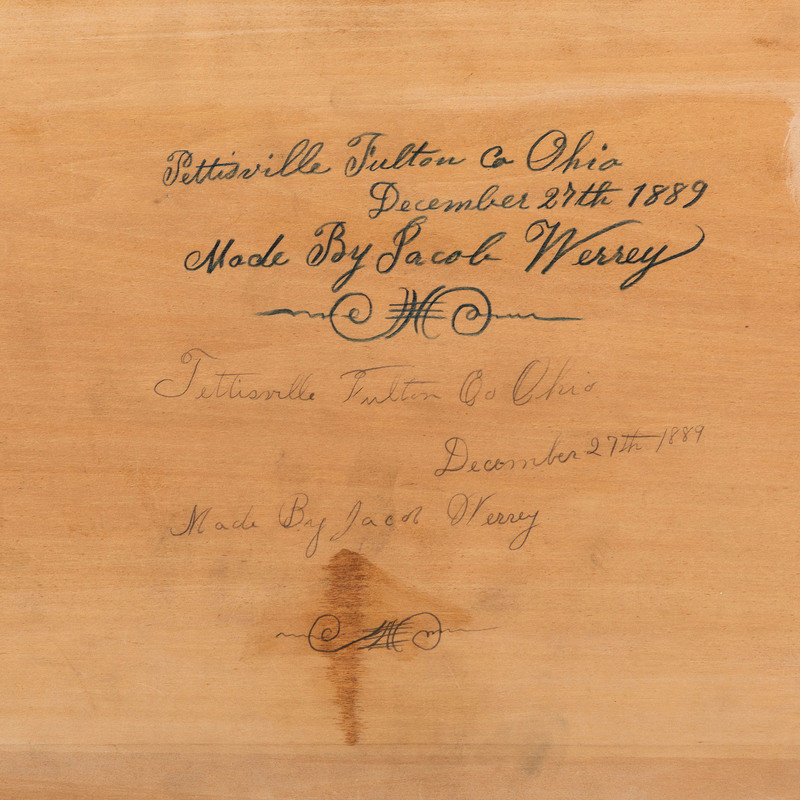 Pettisville Fulton Co Ohio
December 27th 1889
Made By Jacob Werrey
Pettisville Fulton Co Ohio
December 27th 1889
Made By Jacob Werrey